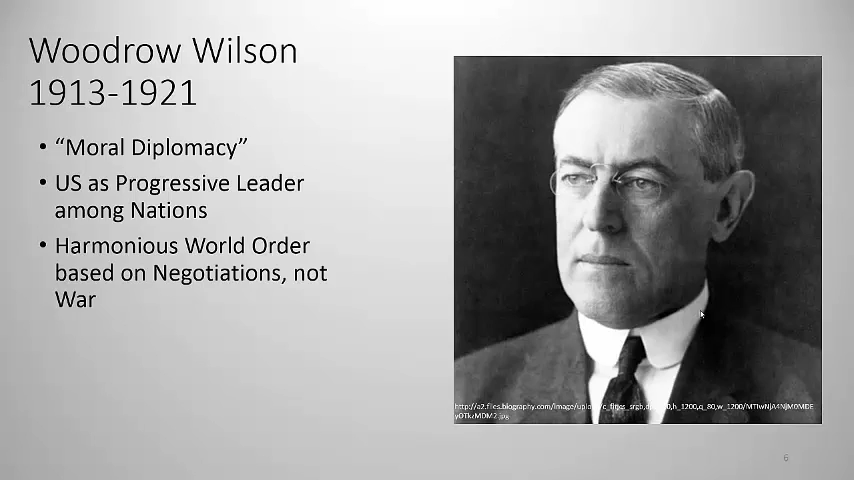 Woodrow Wilson
1913-1921
• “Moral Diplomacy”
• US as Progressive Leader
among Nations
• Harmonious World Order
based on Negotiations, not
War
6